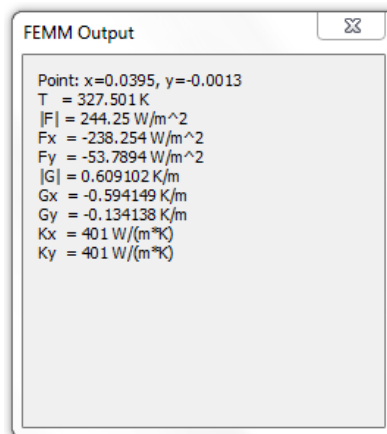 FEMM Output
Point: x=0.0395, y=-0.0013
T = 327.501 K
|F| = 244.25 W/m^2
Fx = -238.254 W/m^2
Fy = -53.7894 W/m^2
|G| = 0.609102 K/m
Gx = -0.594149 K/m
Gy = -0.134138 K/m
Kx = 401 W/(m*K)
Ky = 401 W/(m*K)